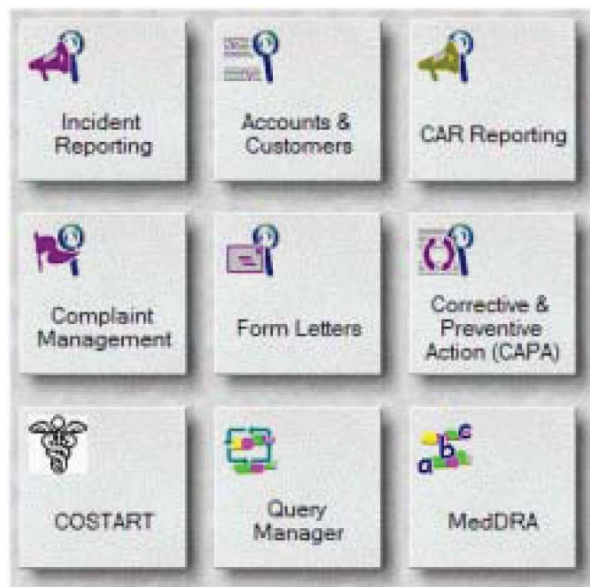 Incident
Reporting
Accounts &
Customers
CAR Reporting
Complaint
Management
Form Letters
Corrective &
Preventive
Action (CAPA)
COSTART
Query
Manager
a b c
MedDRA